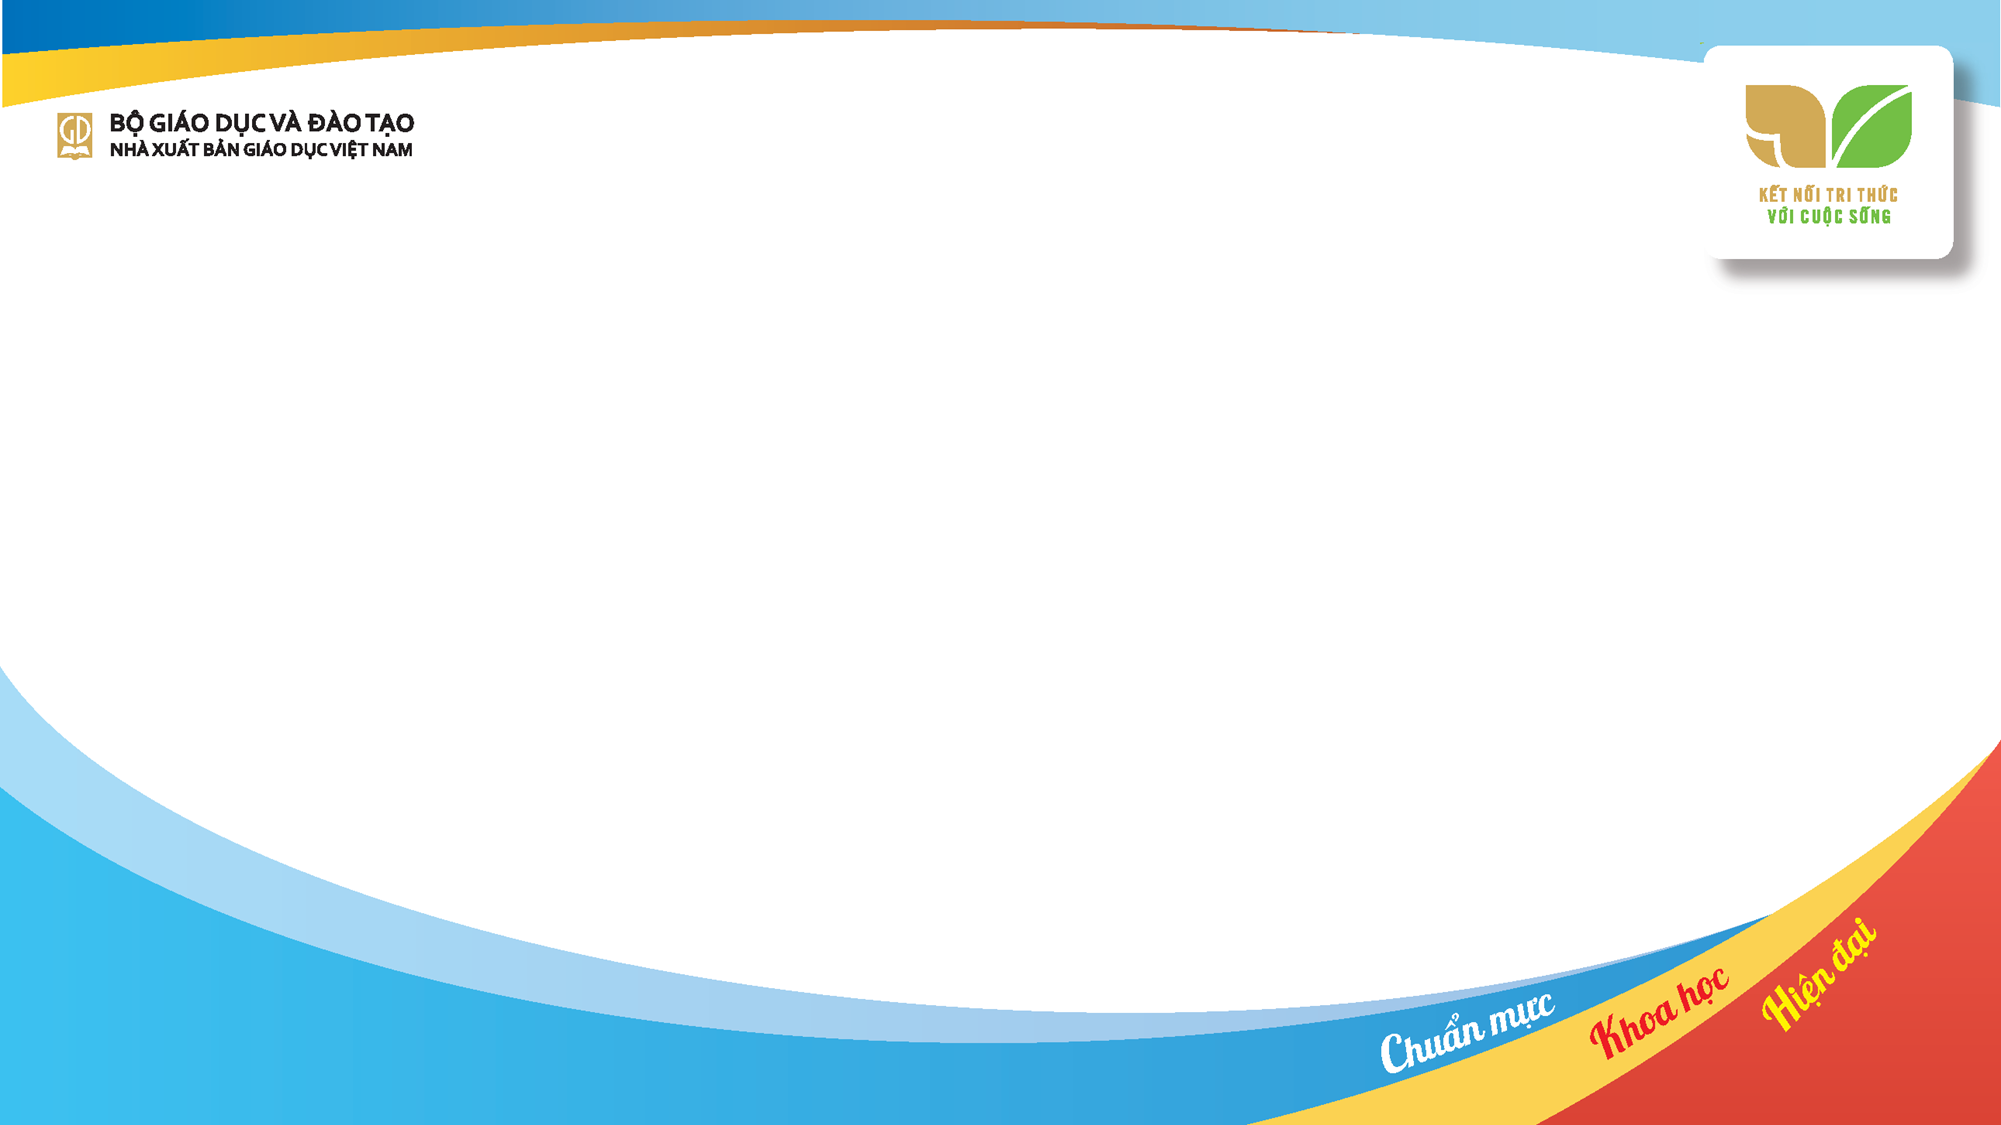 BỘ GIÁO DỤC VÀ ĐÀO TẠO
NHÀ XUẤT BẢN GIÁO DỤC VIỆT NAM
KẾT NỐI TRI THỨC
VỚI CUỘC SỐNG
Chuẩn mực
Khoa học
Hiện đại